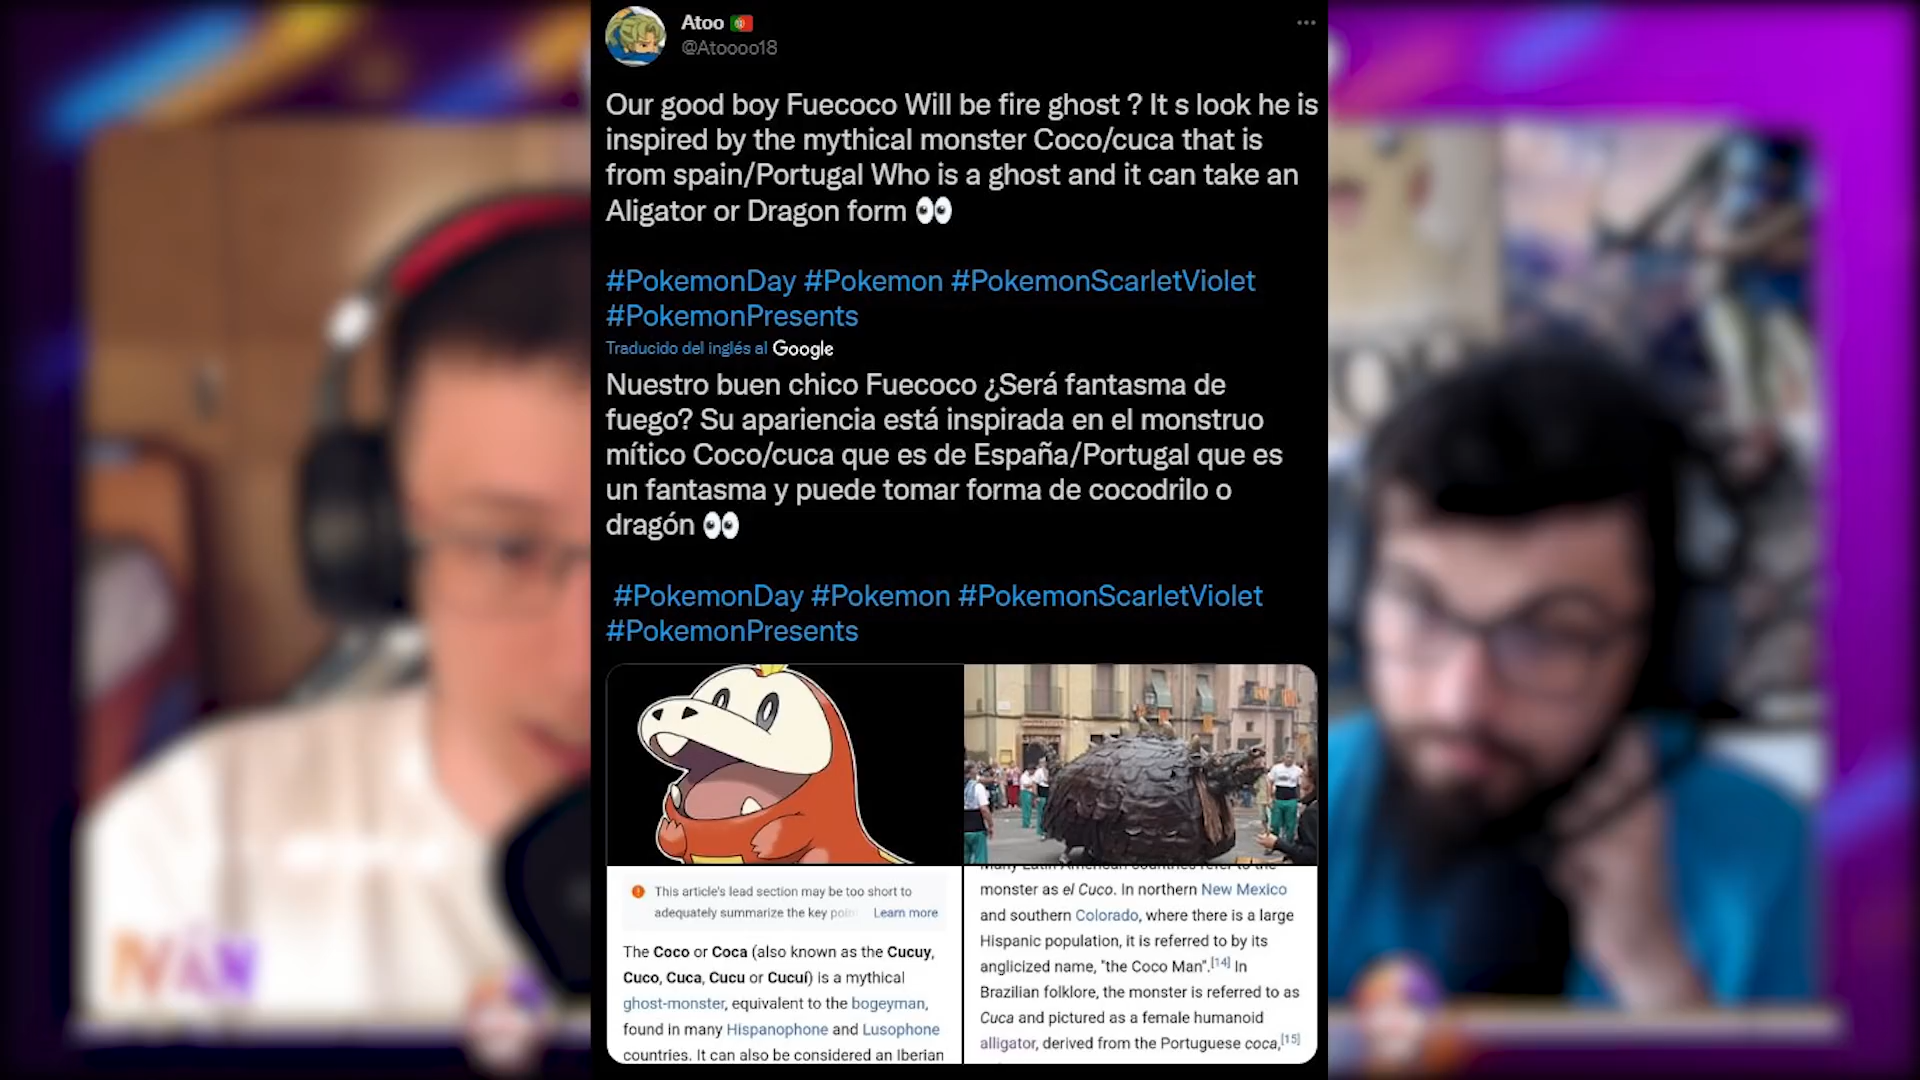 Atoo
@Atoooo18
Our good boy Fuecoco Will be fire ghost ? It s look he is
inspired by the mythical monster Coco/cuca that is
from spain/Portugal Who is a ghost and it can take an
Aligator or Dragon form 👀
#PokemonDay #Pokemon #PokemonScarletViolet
#PokemonPresents
Traducido del inglés al Google
Nuestro buen chico Fuecoco ¿Será fantasma de
fuego? Su apariencia está inspirada en el monstruo
mítico Coco/cuca que es de España/Portugal que es
un fantasma y puede tomar forma de cocodrilo o
dragón 👀
#PokemonDay #Pokemon #PokemonScarletViolet
#PokemonPresents
This article's lead section may be too short to
adequately summarize the key poin Learn more
The Coco or Coca (also known as the Cucuy,
Cuco, Cuca, Cucu or Cucuí) is a mythical
ghost-monster, equivalent to the bogeyman,
found in many Hispanophone and Lusophone
countries. It can also be considered an Iberian
Many Latin American countries refer to the
monster as el Cuco. In northern New Mexico
and southern Colorado, where there is a large
Hispanic population, it is referred to by its
anglicized name, "the Coco Man".[14] In
Brazilian folklore, the monster is referred to as
Cuca and pictured as a female humanoid
alligator, derived from the Portuguese coca,[15]
IVÁN